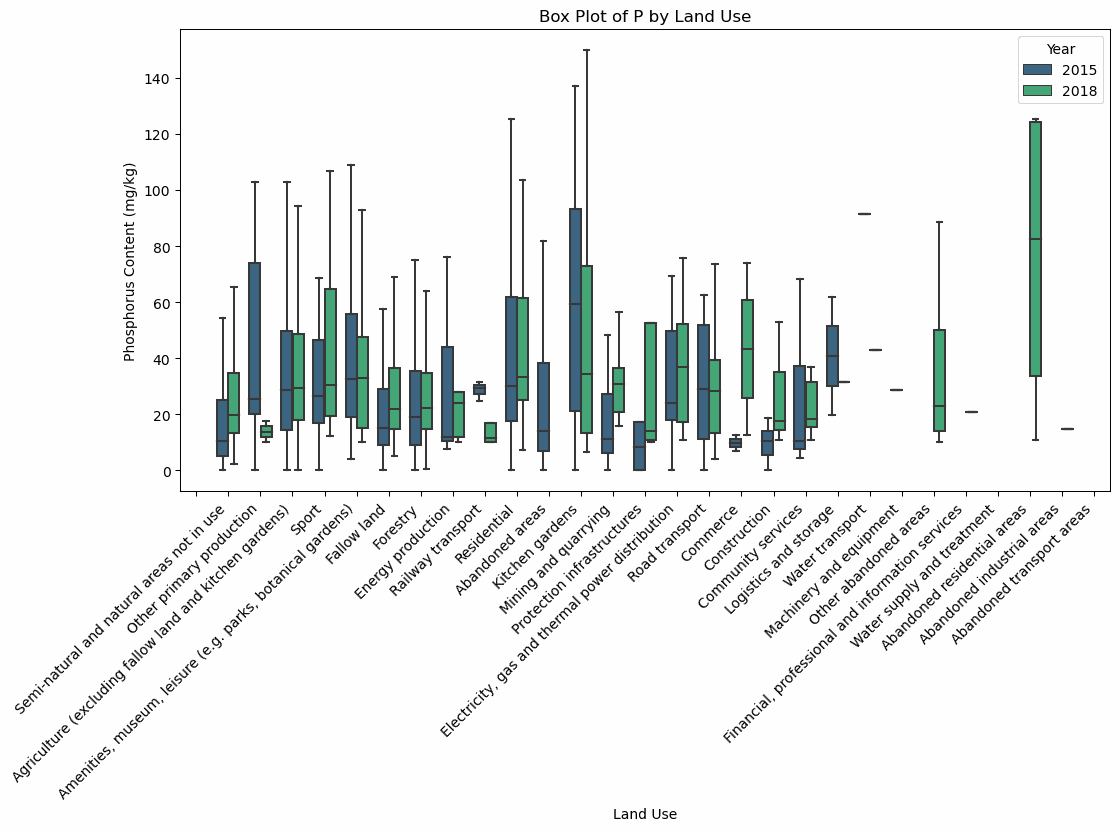 Box Plot of P by Land Use
Year
2015
2018
Phosphorus Content (mg/kg)
140
120
100
80
60
40
20
0
Semi-natural and natural areas not in use
Other primary production
Agriculture (excluding fallow land and kitchen gardens)
Sport
Amenities, museum, leisure (e.g. parks, botanical gardens)
Fallow land
Forestry
Energy production
Railway transport
Residential
Abandoned areas
Kitchen gardens
Mining and quarrying
Protection infrastructures
Electricity, gas and thermal power distribution
Road transport
Commerce
Construction
Community services
Logistics and storage
Water transport
Machinery and equipment
Other abandoned areas
Financial, professional and information services
Water supply and treatment
Abandoned residential areas
Abandoned industrial areas
Abandoned transport areas
Land Use